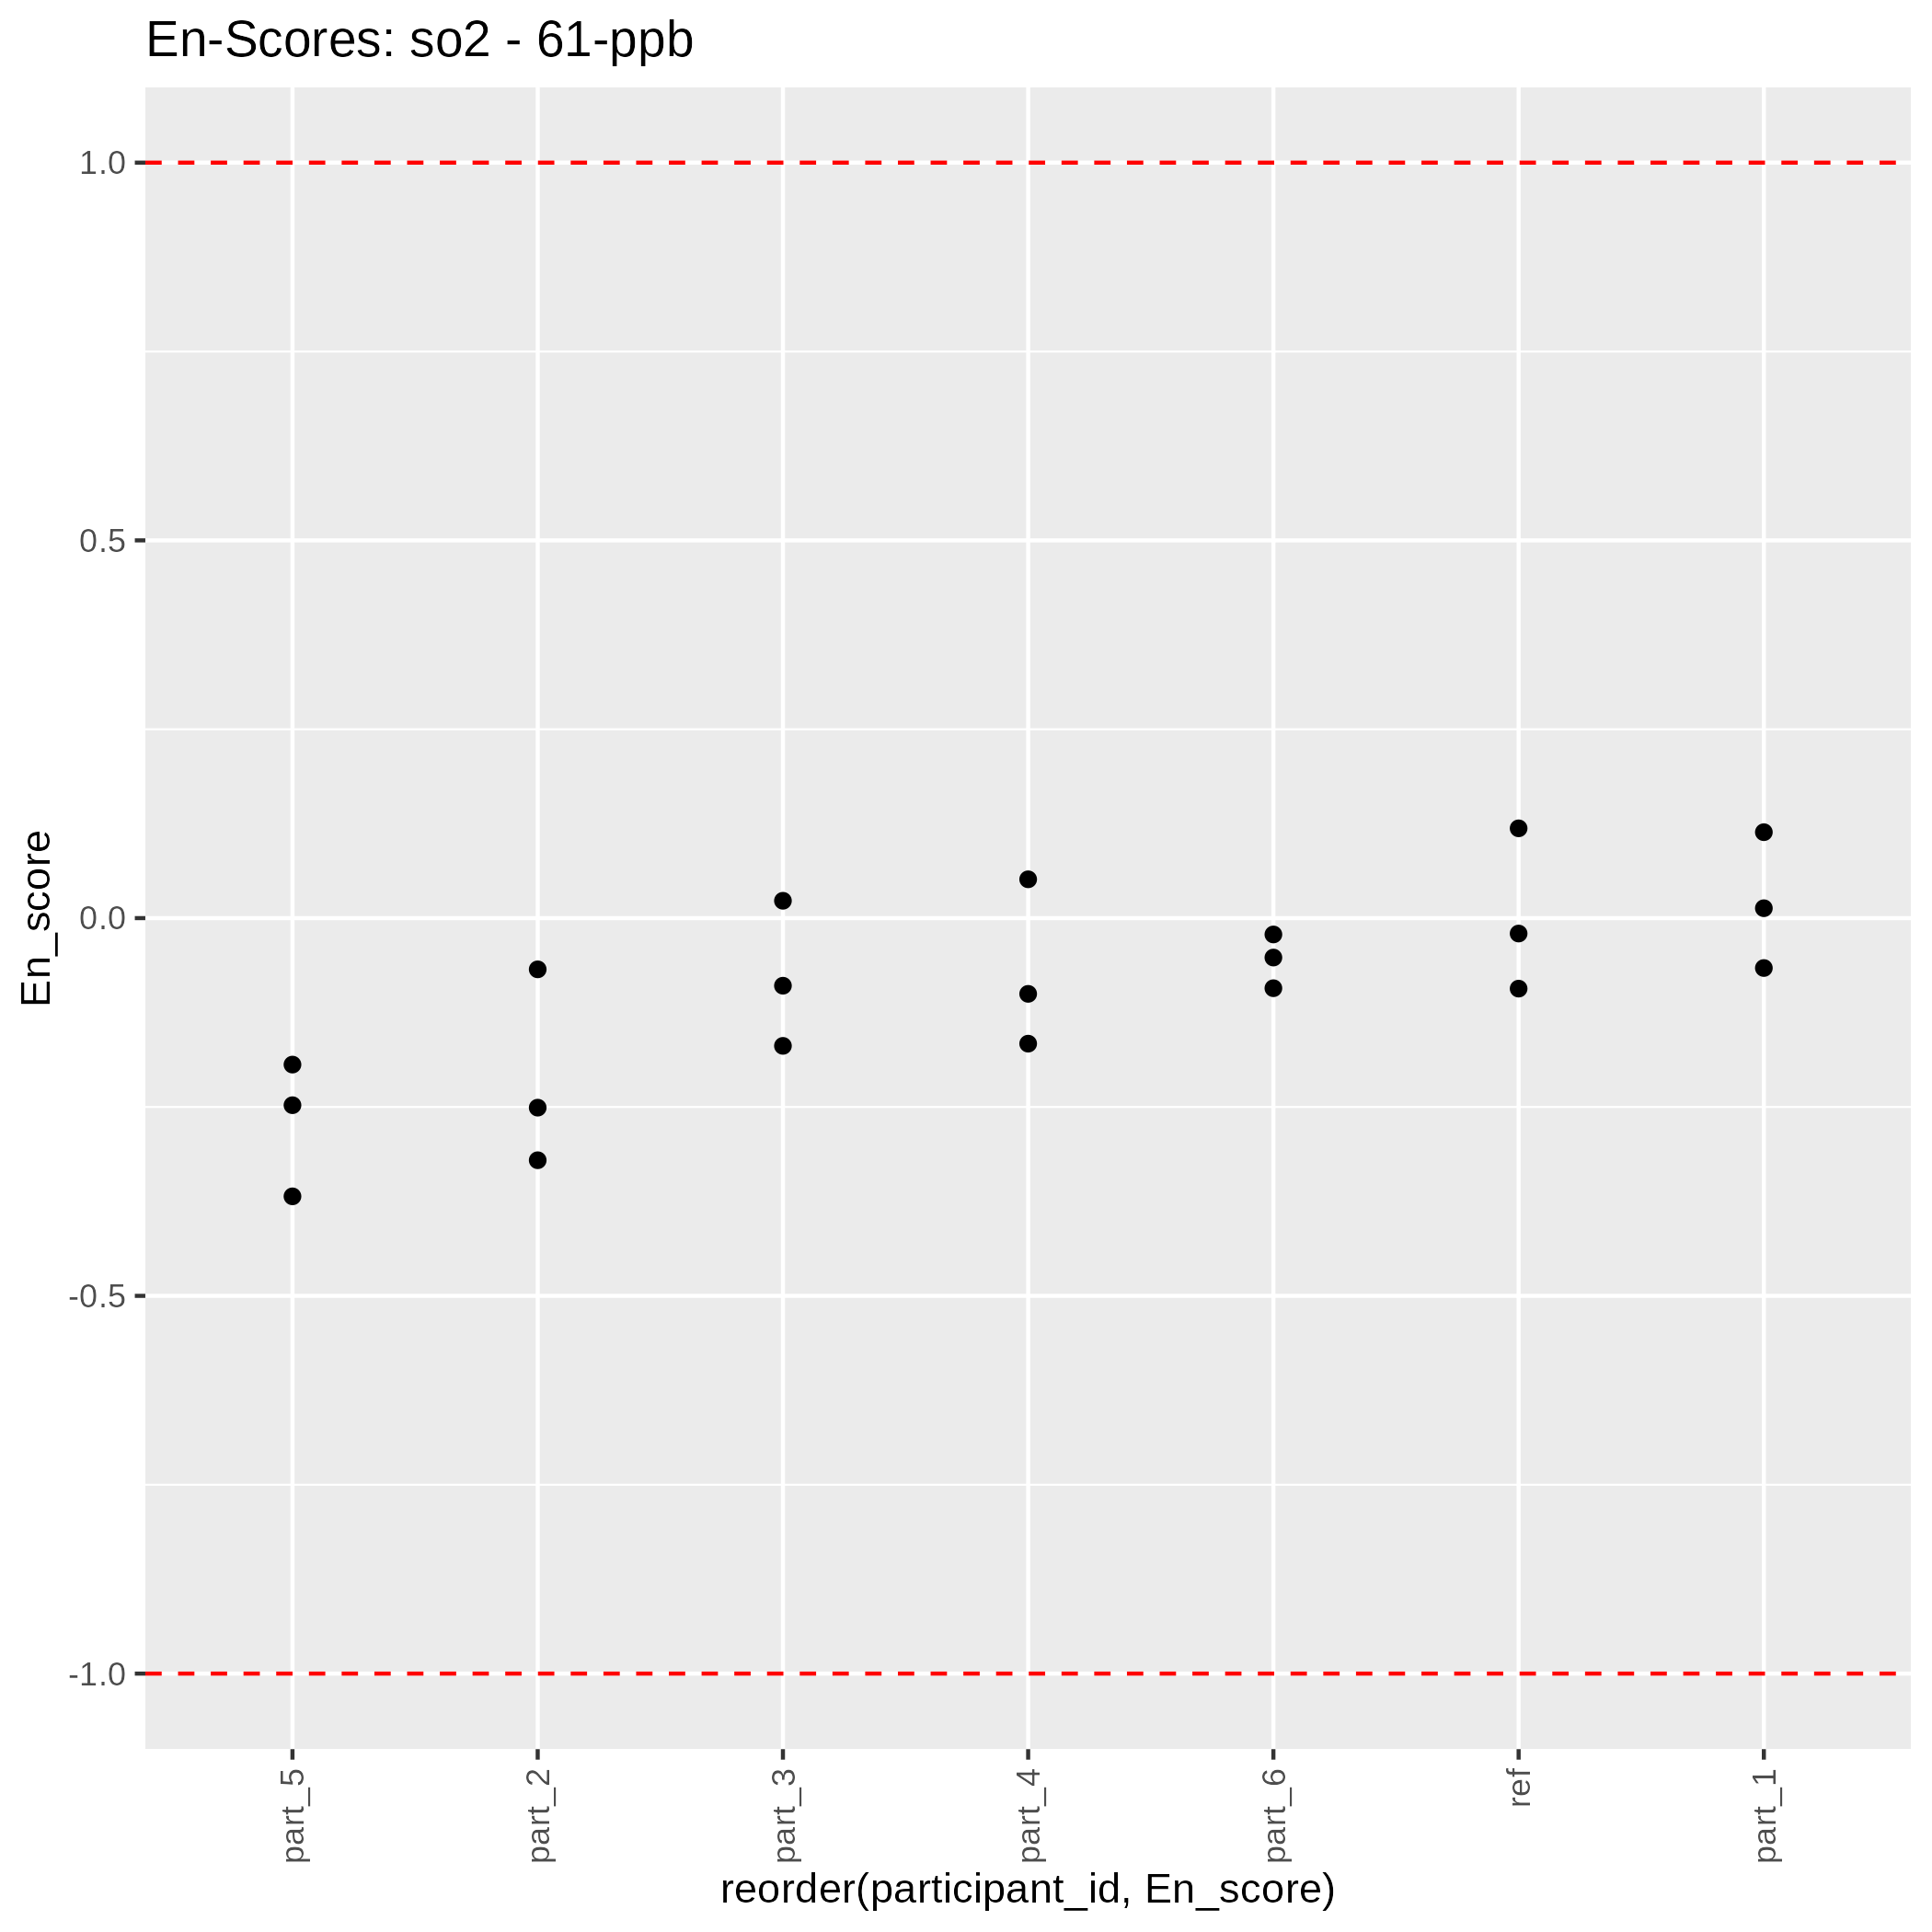 En-Scores: so2 - 61-ppb
En_score
1.0
0.5
0.0
-0.5
-1.0
part_5
part_2
part_3
part_4
part_6
ref
part_1
reorder(participant_id, En_score)